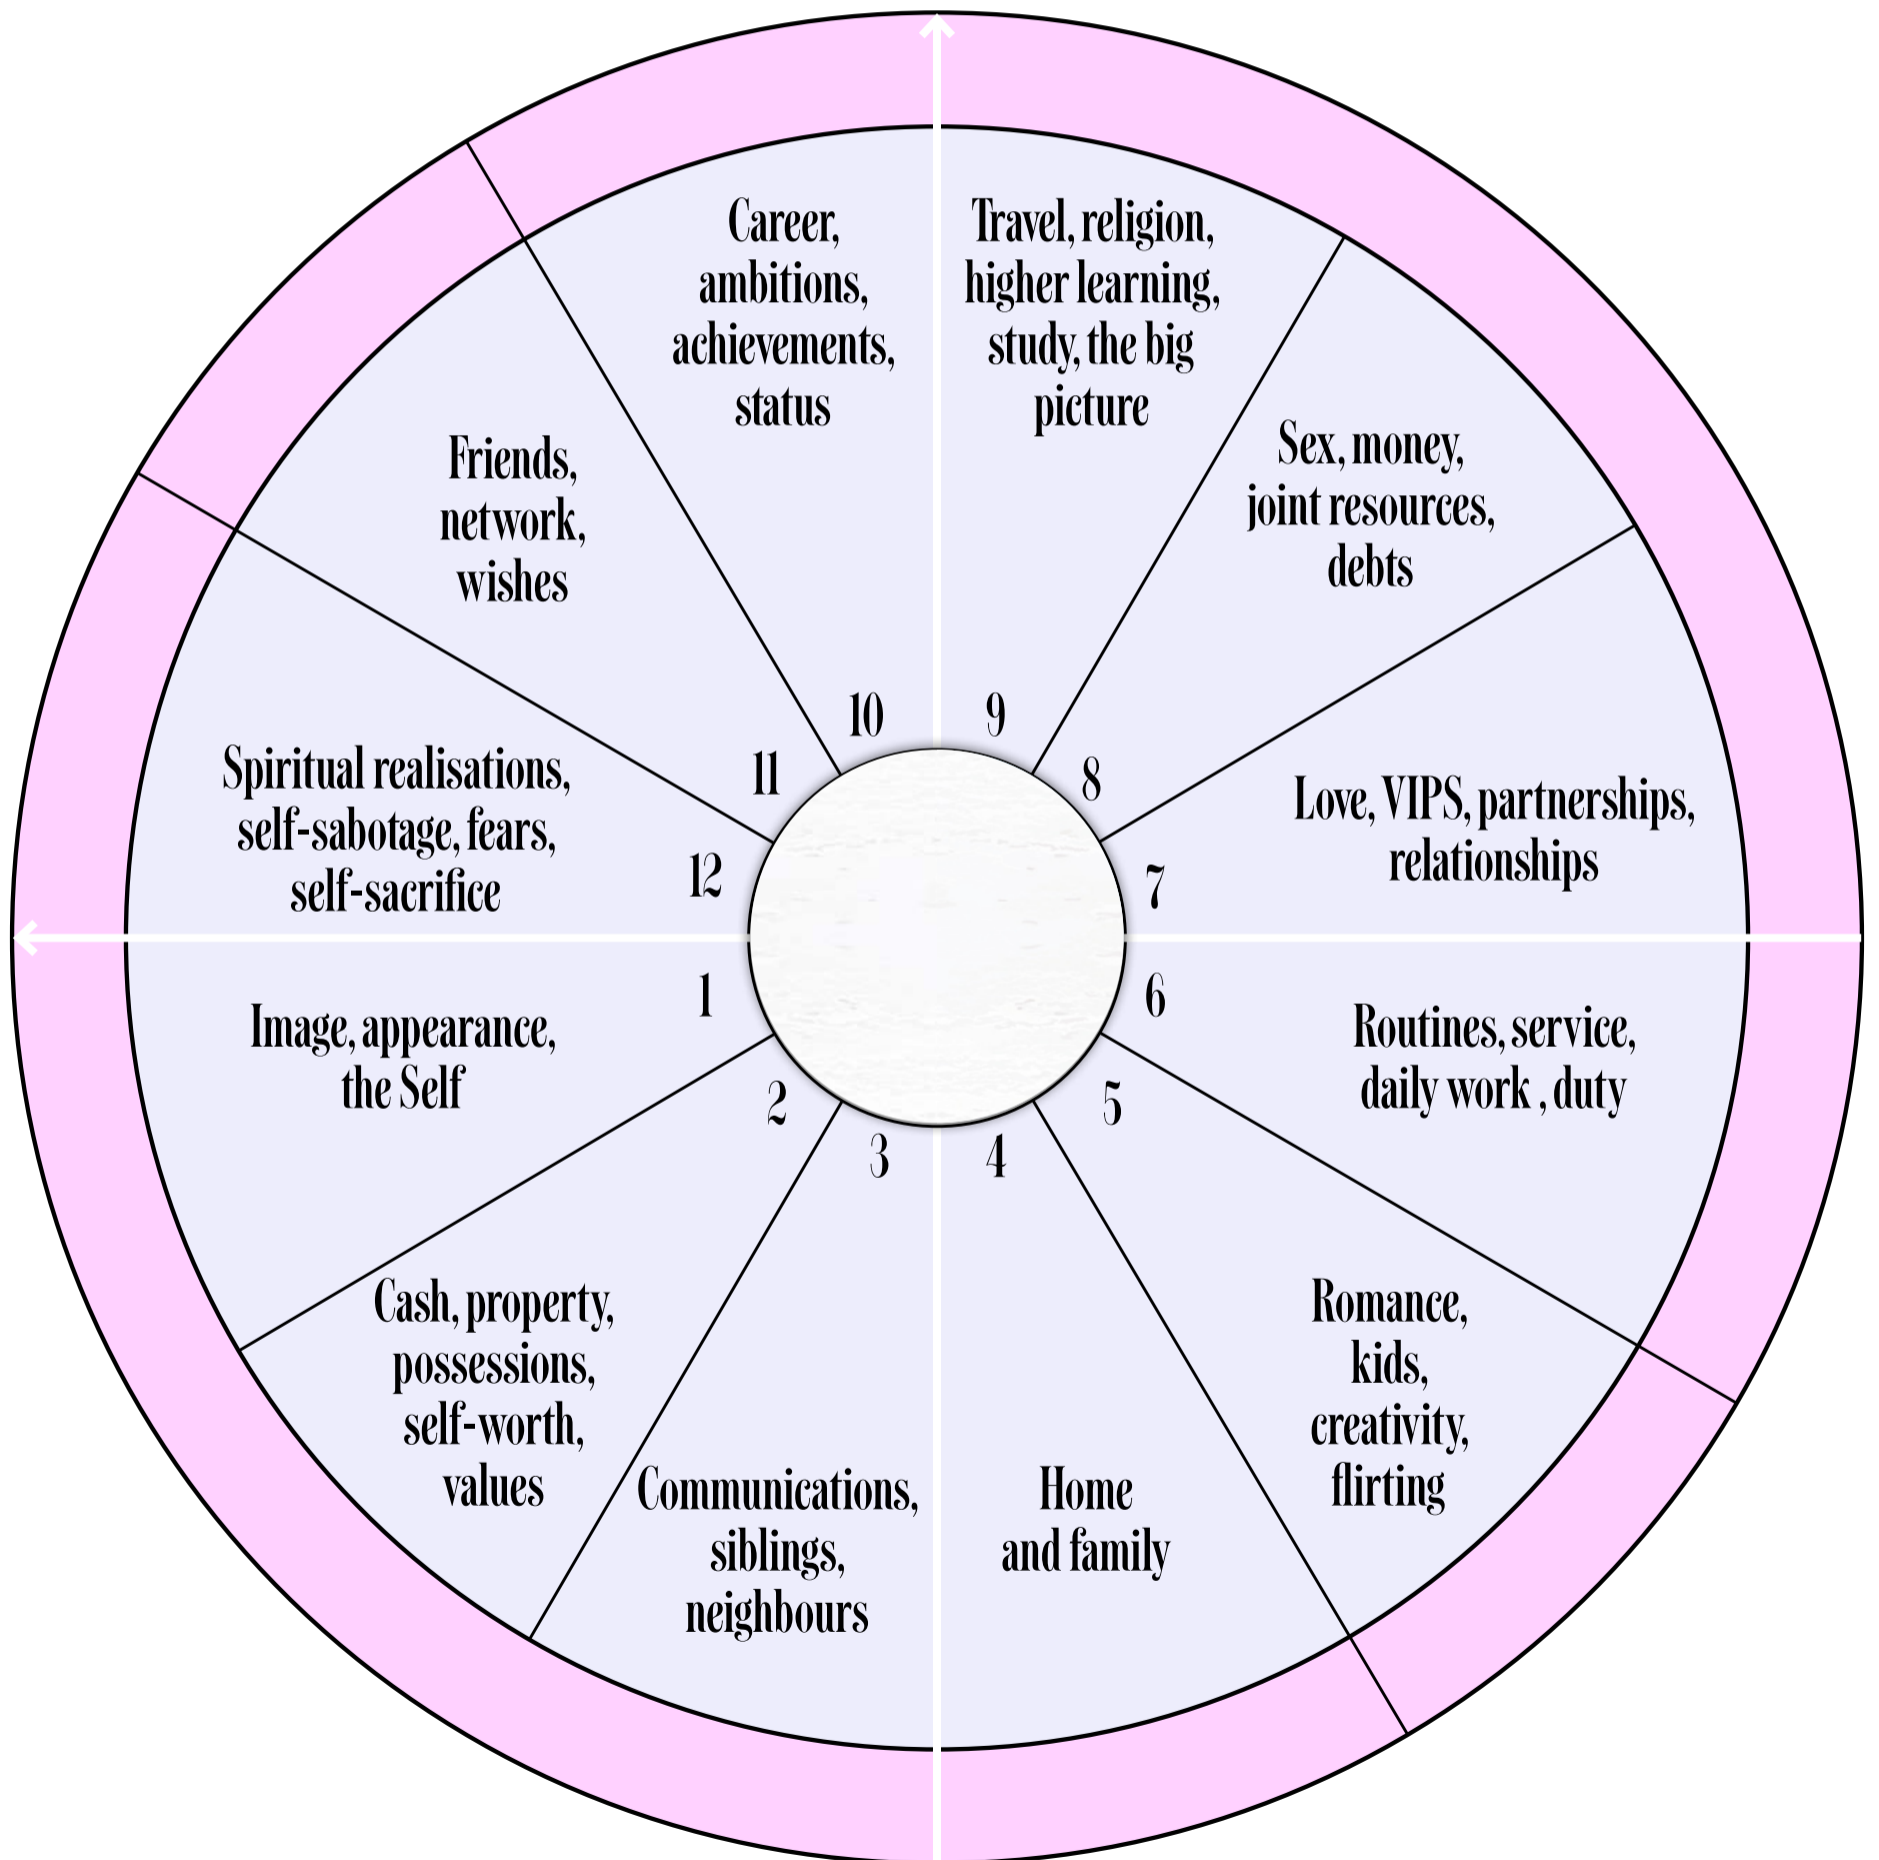 Career,
ambitions,
achievements,
status
10
Travel, religion,
higher learning,
study, the big
picture
9
Sex, money,
joint resources,
debts
8
Love, VIPS, partnerships,
relationships
7
Routines, service,
daily work , duty
6
Romance,
kids,
creativity,
flirting
5
Home
and family
4
Communications,
siblings,
neighbours
3
Cash, property,
possessions,
self-worth,
values
2
Image, appearance,
the Self
1
Spiritual realisations,
self-sabotage, fears,
self-sacrifice
12
Friends,
network,
wishes
11